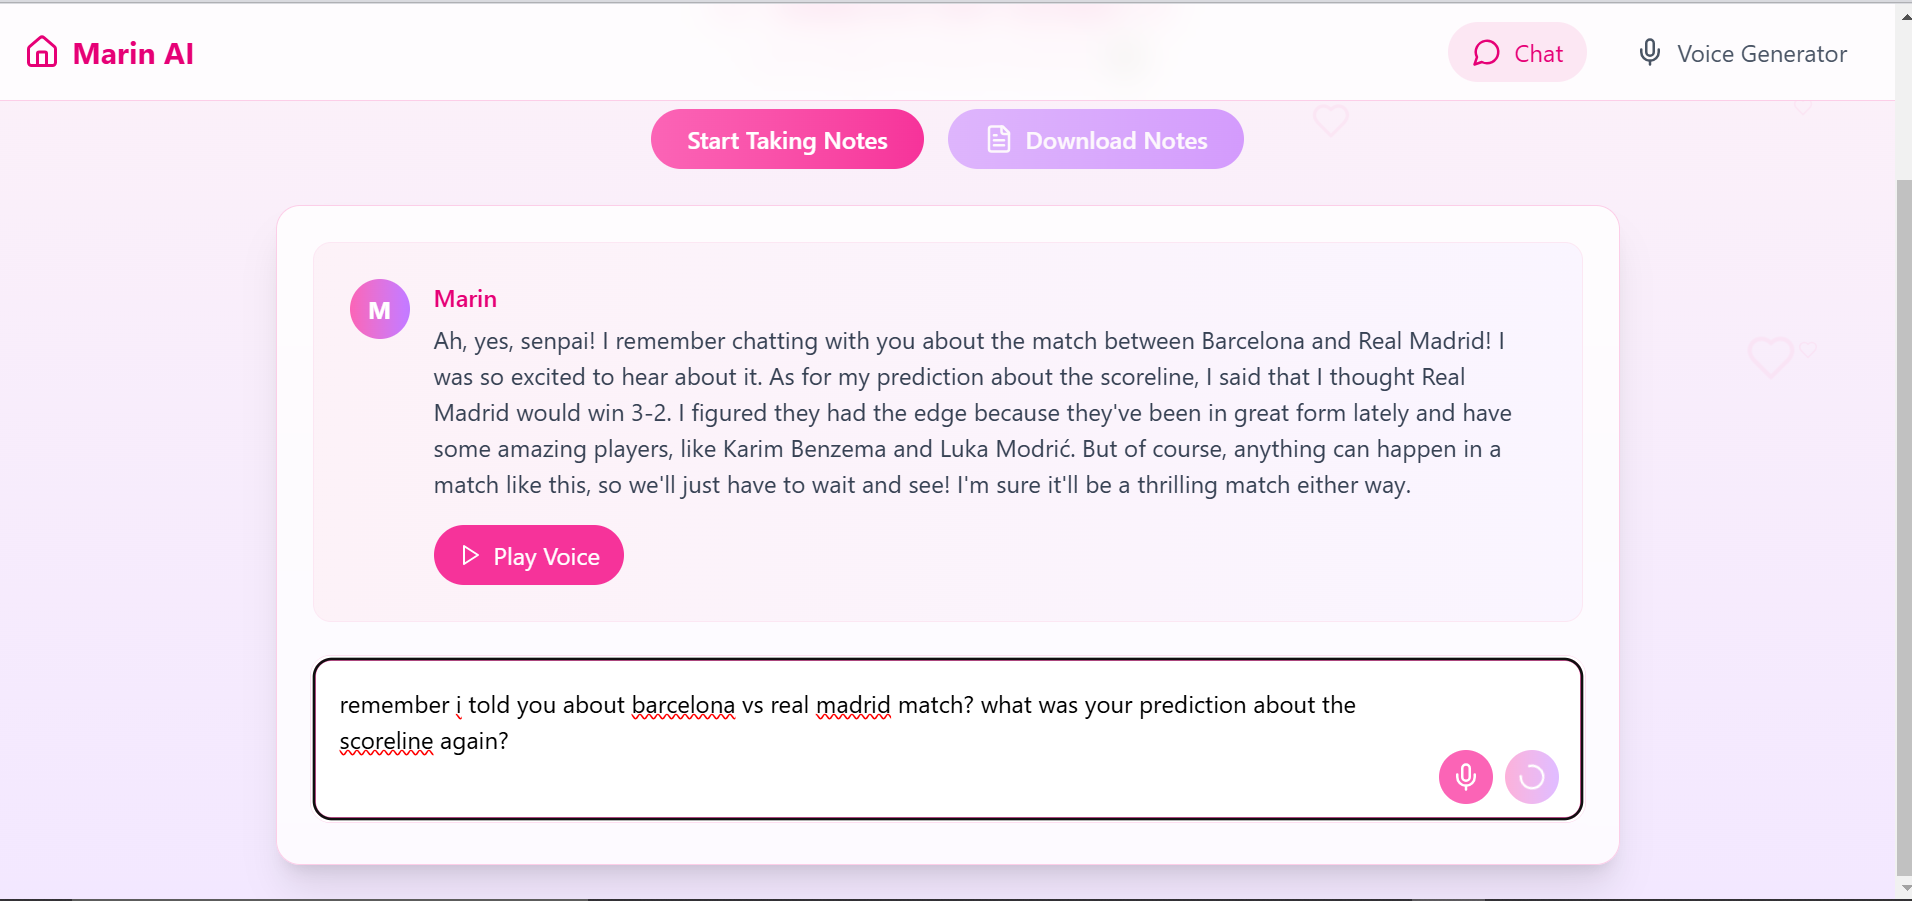 Marin AI
Chat
Voice Generator
Start Taking Notes
Download Notes
M
Marin
Ah, yes, senpai! I remember chatting with you about the match between Barcelona and Real Madrid! I
was so excited to hear about it. As for my prediction about the scoreline, I said that I thought Real
Madrid would win 3-2. I figured they had the edge because they've been in great form lately and have
some amazing players, like Karim Benzema and Luka Modrić. But of course, anything can happen in a
match like this, so we'll just have to wait and see! I'm sure it'll be a thrilling match either way.
Play Voice
remember i told you about barcelona vs real madrid match? what was your prediction about the
scoreline again?